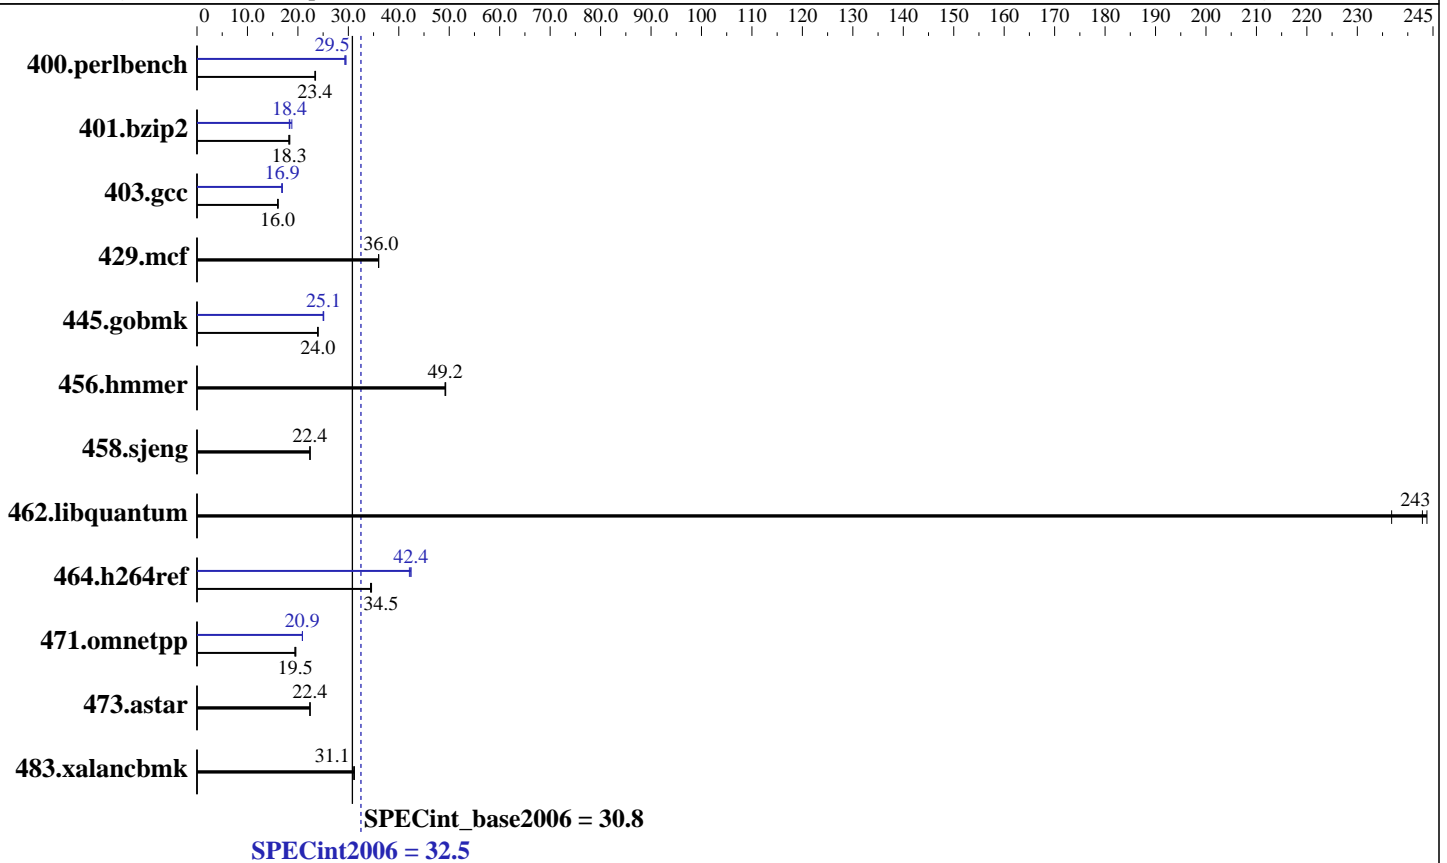 0 10.0 20.0 30.0 40.0 50.0 60.0 70.0 80.0 90.0 100 110 120 130 140 150 160 170 180 190 200 210 220 230 245
29.5
400.perlbench
23.4
18.4
401.bzip2
18.3
16.9
403.gcc
16.0
36.0
429.mcf
25.1
445.gobmk
24.0
49.2
456.hmmer
22.4
458.sjeng
243
462.libquantum
42.4
464.h264ref
34.5
20.9
471.omnetpp
19.5
22.4
473.astar
31.1
483.xalancbmk
SPECint_base2006 = 30.8
SPECint2006 = 32.5